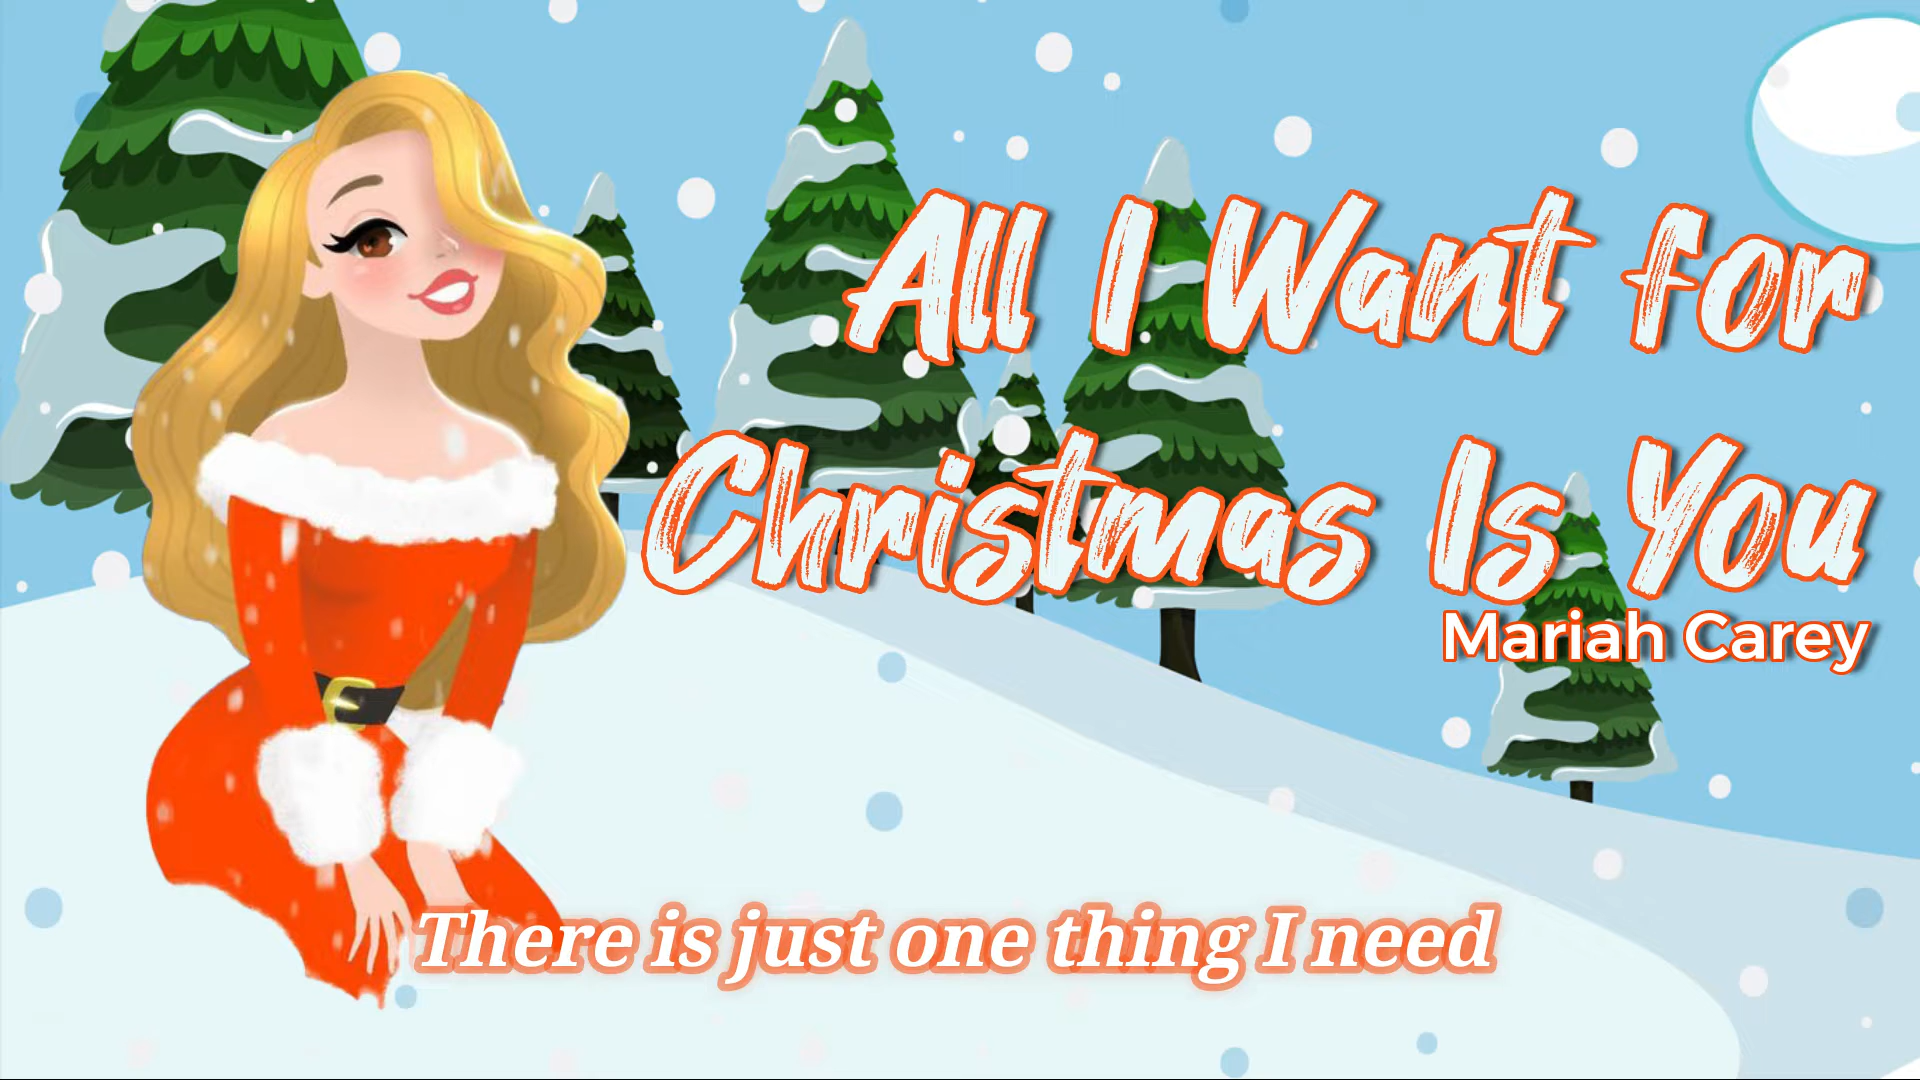 All I Want for
Christmas Is You
Mariah Carey
There is just one thing I need